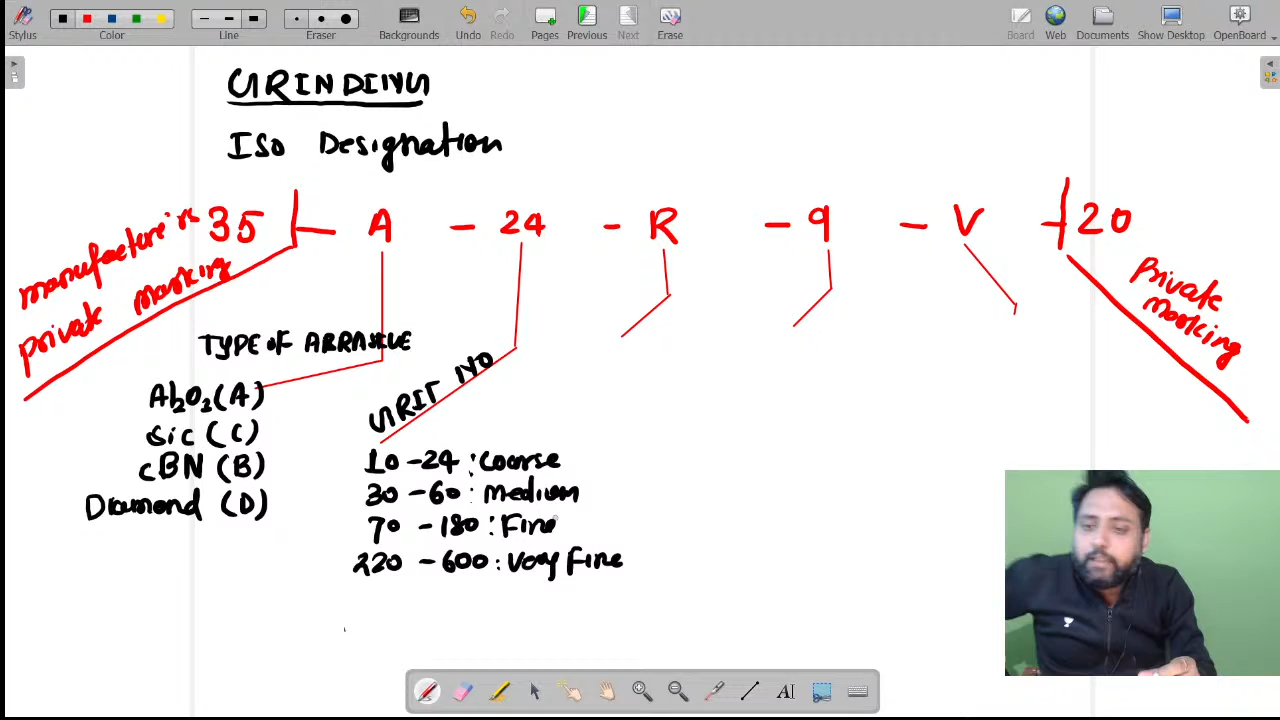 Stylus Color Line Eraser Backgrounds Undo Redo Pages Previous Next Erase Board Web Documents Show Desktop OpenBoard
GRINDING
ISO Designation
35 - A - 24 - R - 9 - V - 20
manufacturer's
private marking
Private
marking
TYPE OF ABRASIVE
Al2O3 (A)
Sic (C)
CBN (B)
Diamond (D)
GRIT NO
10 - 24 : Coarse
30 - 60 : Medium
70 - 180 : Fine
220 - 600 : Very Fine